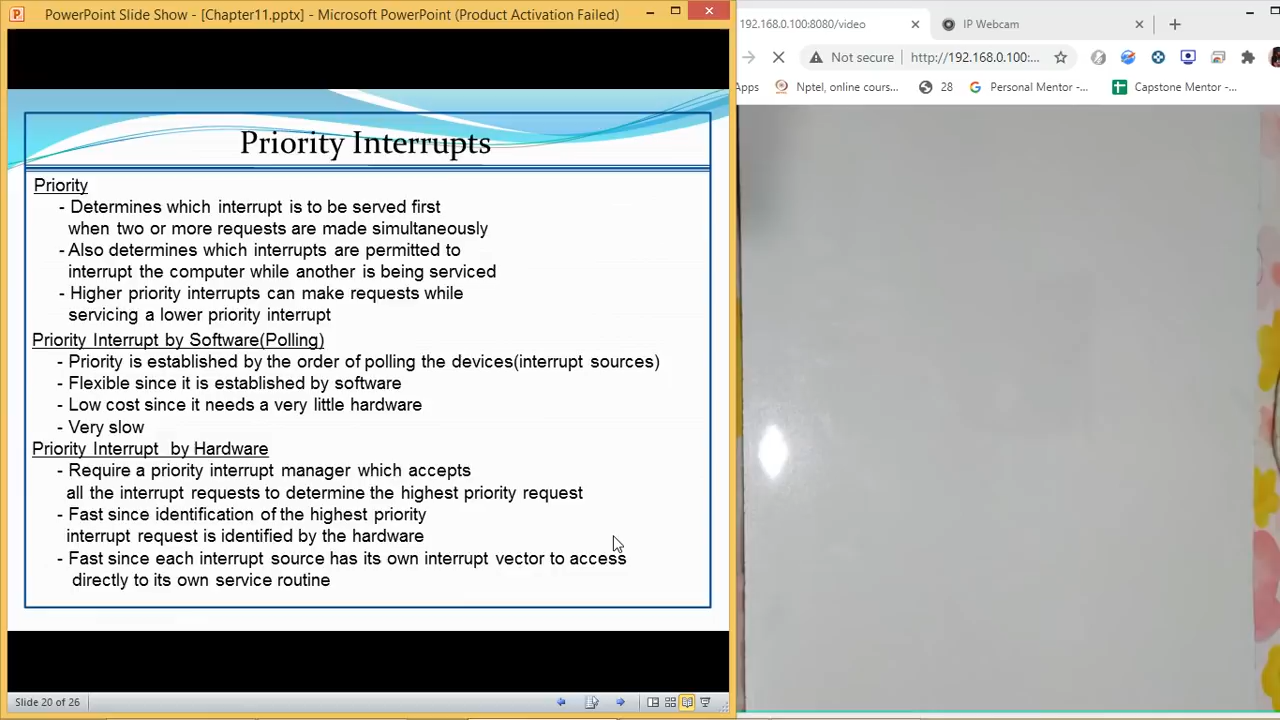 PowerPoint Slide Show - [Chapter11.pptx] - Microsoft PowerPoint (Product Activation Failed)
Priority Interrupts
Priority
- Determines which interrupt is to be served first
when two or more requests are made simultaneously
- Also determines which interrupts are permitted to
interrupt the computer while another is being serviced
- Higher priority interrupts can make requests while
servicing a lower priority interrupt
Priority Interrupt by Software(Polling)
- Priority is established by the order of polling the devices(interrupt sources)
- Flexible since it is established by software
- Low cost since it needs a very little hardware
- Very slow
Priority Interrupt by Hardware
- Require a priority interrupt manager which accepts
all the interrupt requests to determine the highest priority request
- Fast since identification of the highest priority
interrupt request is identified by the hardware
- Fast since each interrupt source has its own interrupt vector to access
directly to its own service routine
Slide 20 of 26
192.168.0.100:8080/video
IP Webcam
Not secure
http://192.168.0.100:...
Apps
Nptel, online cours...
28
Personal Mentor -...
Capstone Mentor -...